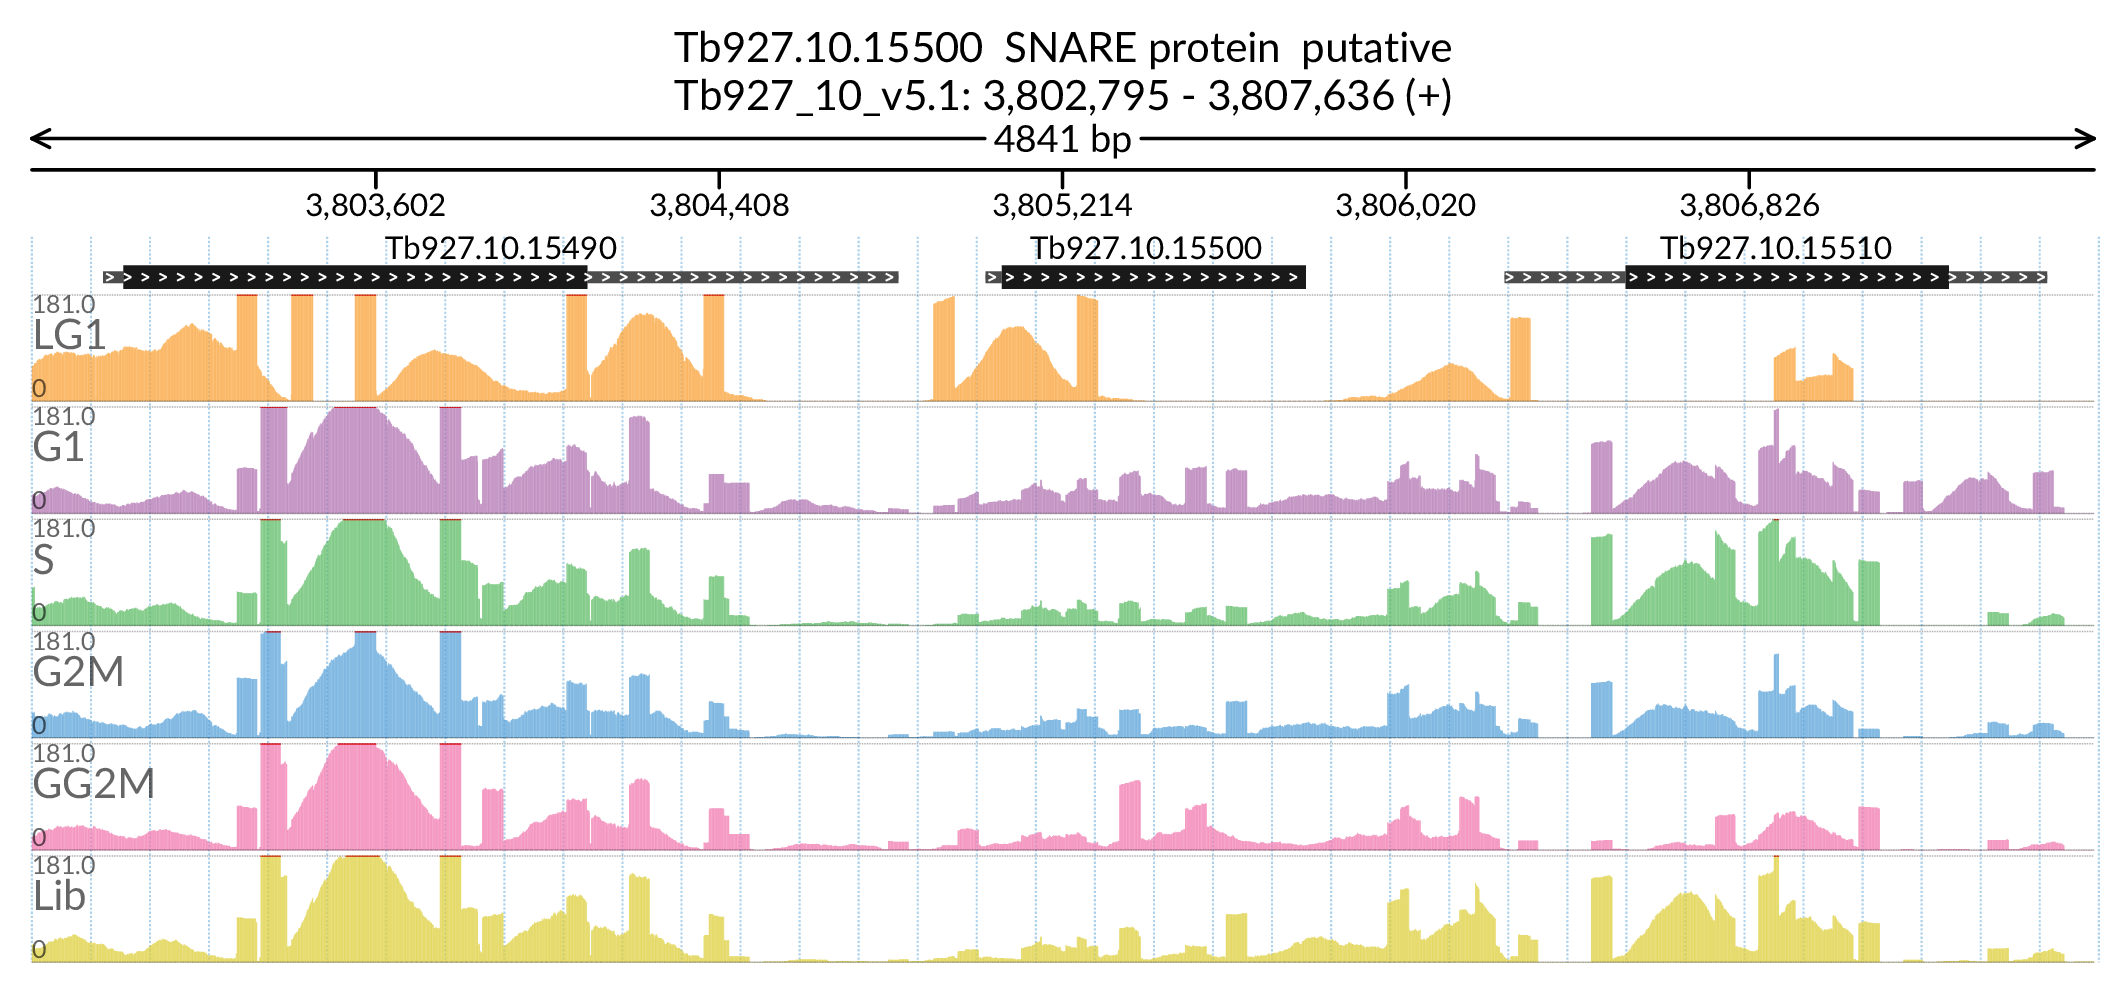 Tb927.10.15500  SNARE protein  putative
Tb927_10_v5.1: 3,802,795 - 3,807,636 (+)
4841 bp
3,803,602 3,804,408 3,805,214 3,806,020 3,806,826
Tb927.10.15490 Tb927.10.15500 Tb927.10.15510
181.0
LG1
0
181.0
G1
0
181.0
S
0
181.0
G2M
0
181.0
GG2M
0
181.0
Lib
0